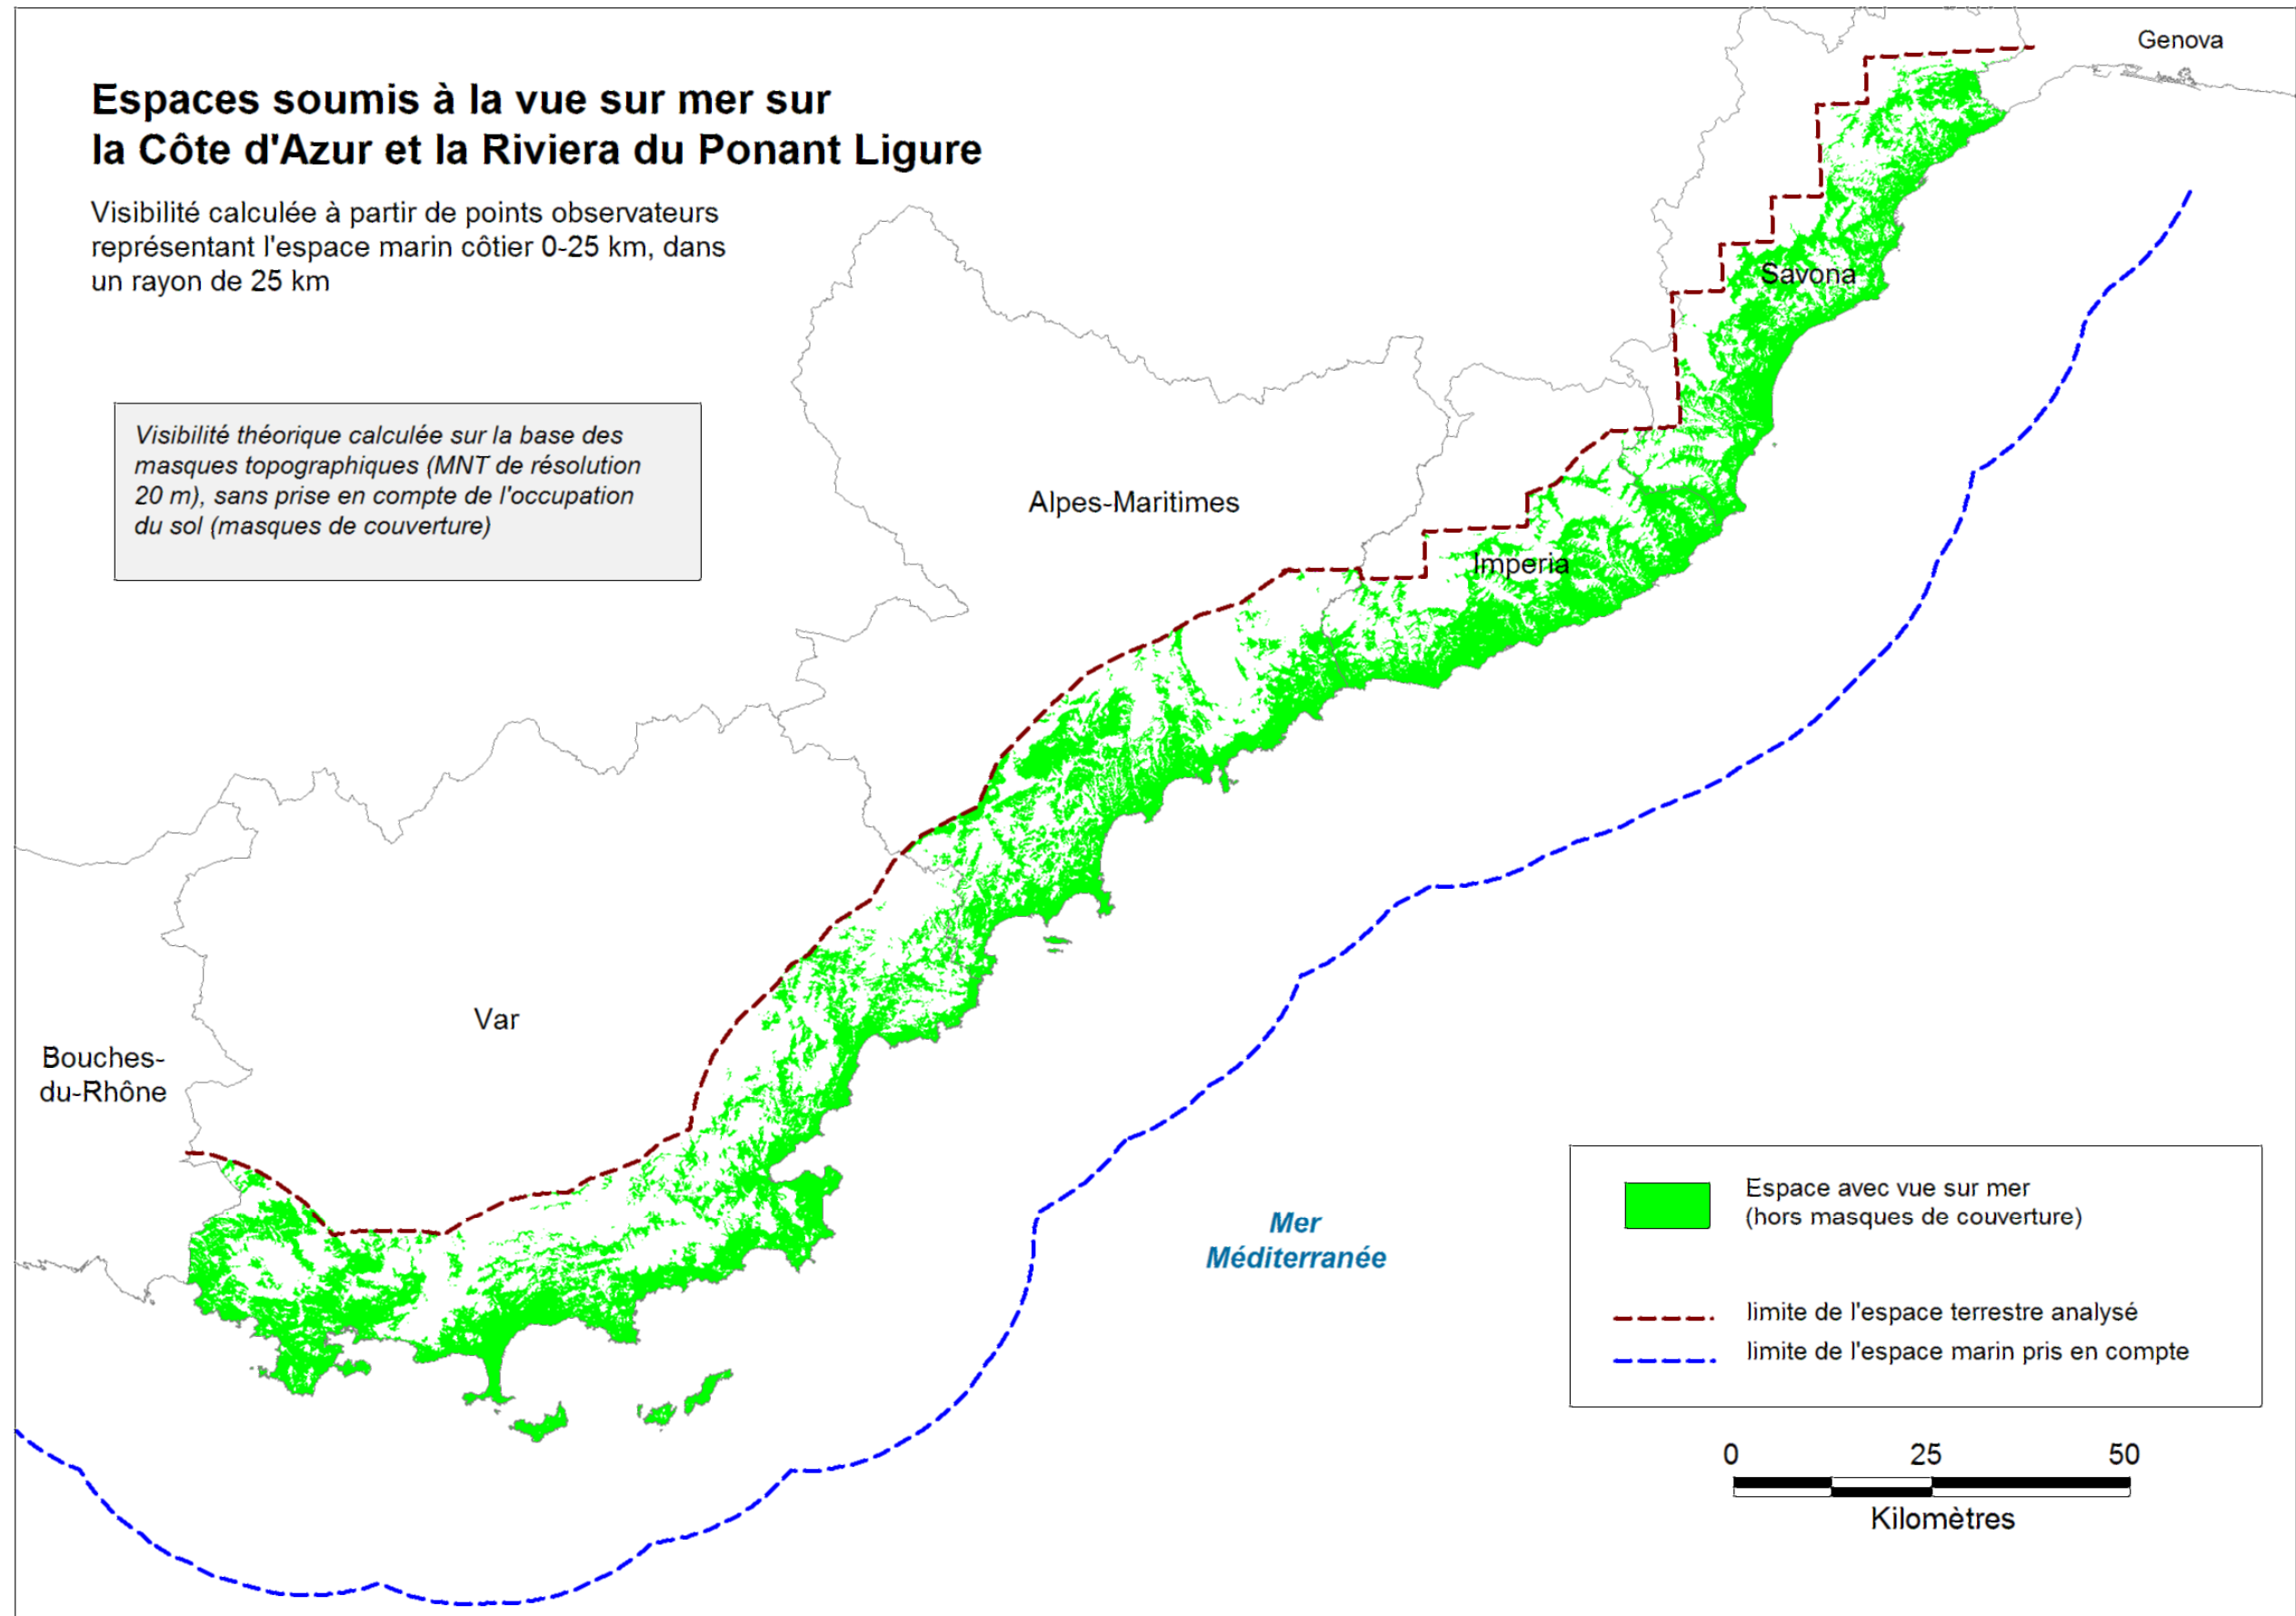 Espaces soumis à la vue sur mer sur
la Côte d'Azur et la Riviera du Ponant Ligure
Visibilité calculée à partir de points observateurs
représentant l'espace marin côtier 0-25 km, dans
un rayon de 25 km
Visibilité théorique calculée sur la base des
masques topographiques (MNT de résolution
20 m), sans prise en compte de l'occupation
du sol (masques de couverture)
Genova
Savona
Alpes-Maritimes
Imperia
Var
Bouches-
du-Rhône
Mer
Méditerranée
Espace avec vue sur mer
(hors masques de couverture)
limite de l'espace terrestre analysé
limite de l'espace marin pris en compte
0 25 50
Kilomètres